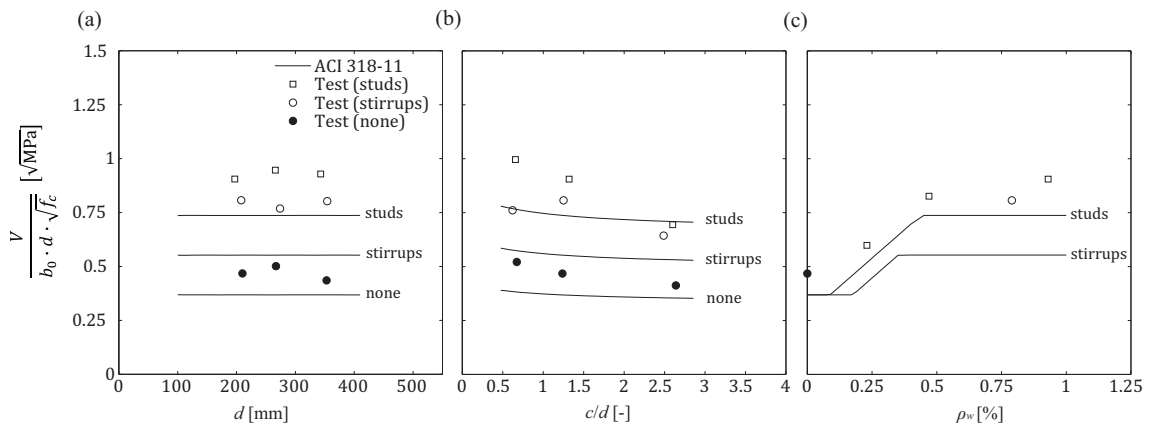 (a)
(b)
(c)
V
b₀ · d · √f_c
[√MPa]
1.5
1.25
1
0.75
0.5
0.25
0
ACI 318-11
Test (studs)
Test (stirrups)
Test (none)
studs
stirrups
none
0 100 200 300 400 500
d [mm]
studs
stirrups
none
0 0.5 1 1.5 2 2.5 3 3.5 4
c/d [-]
studs
stirrups
0 0.25 0.5 0.75 1 1.25
ρw [%]